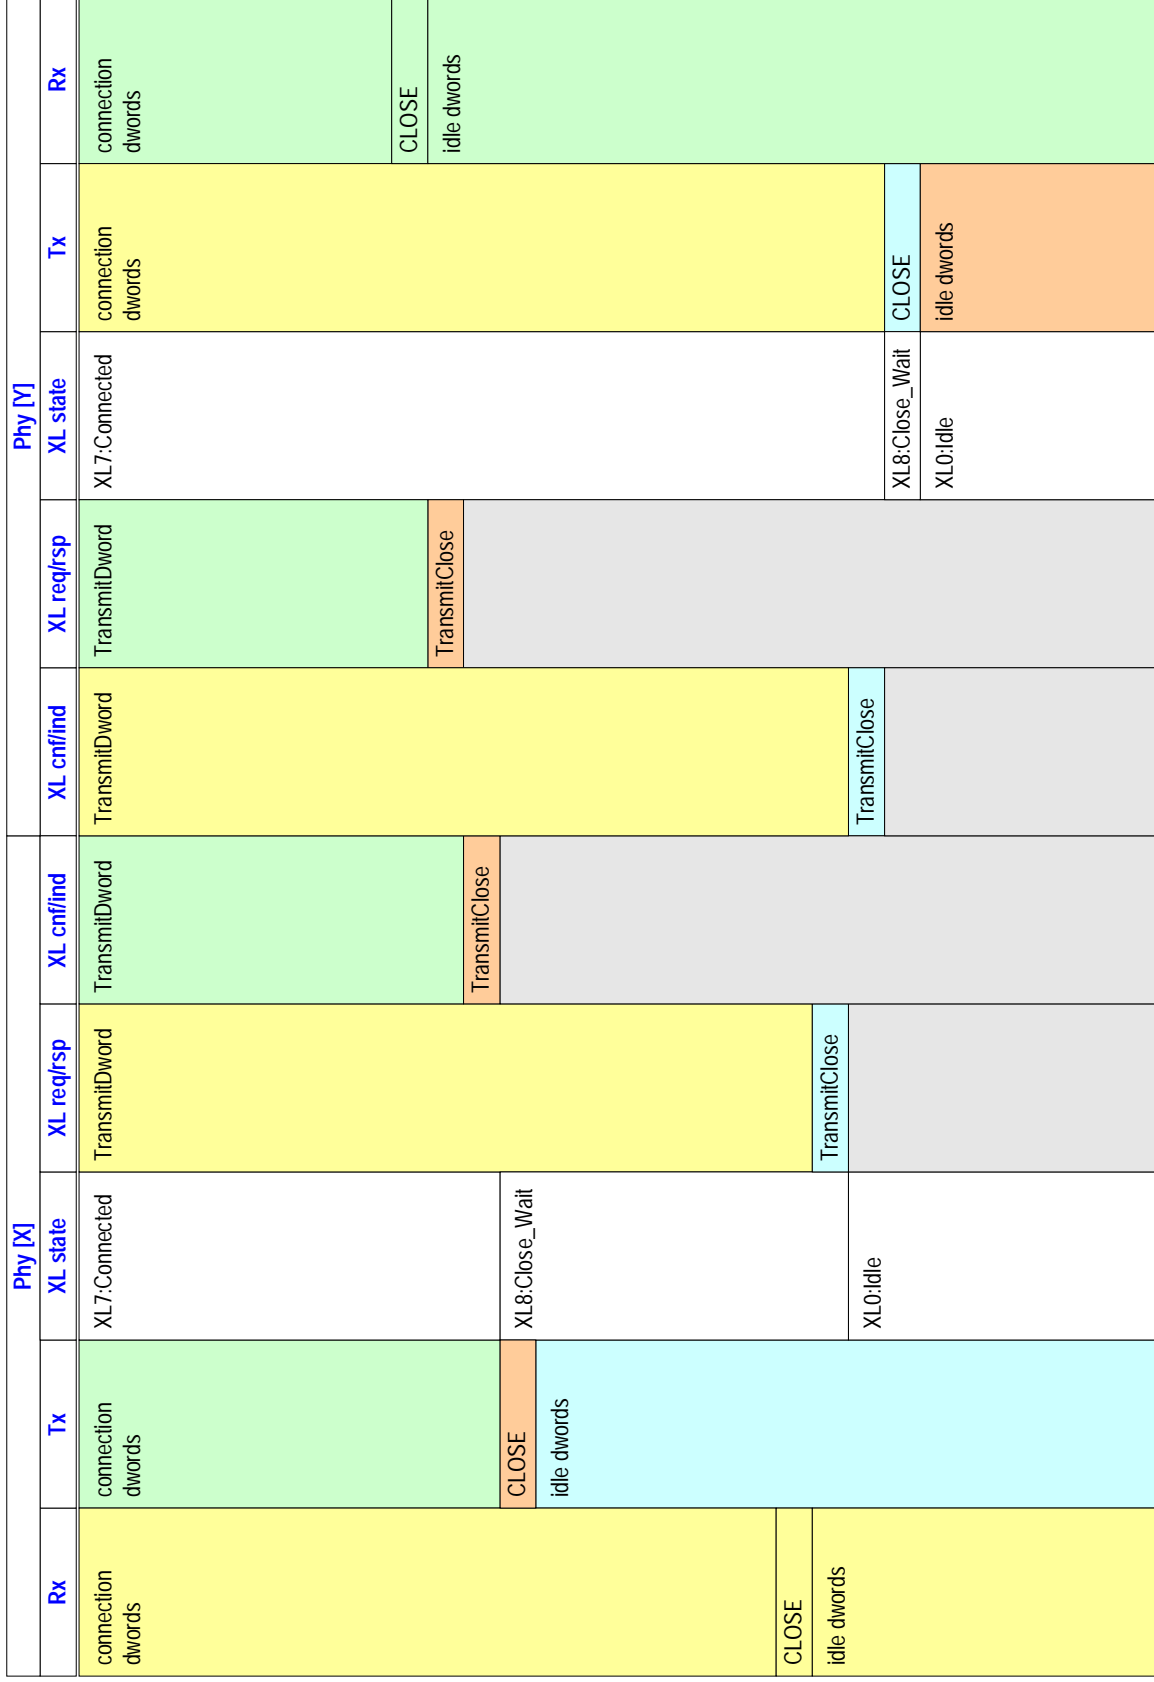 Phy [X]
Phy [Y]
Rx
Tx
XL state
XL req/rsp
XL cnf/ind
XL cnf/ind
XL req/rsp
XL state
Tx
Rx
connection
dwords
CLOSE
idle dwords
connection
dwords
CLOSE
idle dwords
XL7:Connected
XL8:Close_Wait
XL0:Idle
TransmitDword
TransmitClose
TransmitDword
TransmitClose
TransmitDword
TransmitClose
TransmitDword
TransmitClose
XL7:Connected
XL8:Close_Wait
XL0:Idle
connection
dwords
CLOSE
idle dwords
connection
dwords
CLOSE
idle dwords